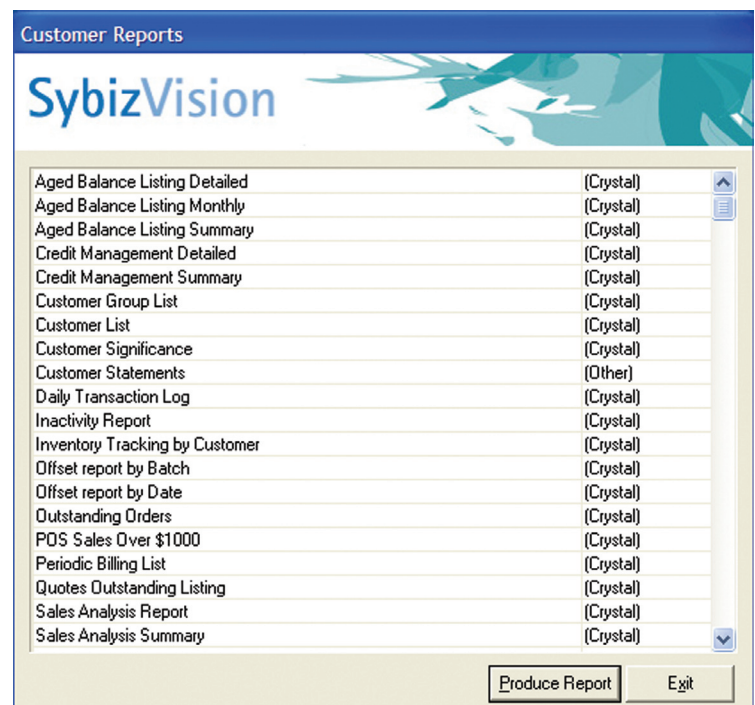 Customer Reports
SybizVision
Aged Balance Listing Detailed (Crystal)
Aged Balance Listing Monthly (Crystal)
Aged Balance Listing Summary (Crystal)
Credit Management Detailed (Crystal)
Credit Management Summary (Crystal)
Customer Group List (Crystal)
Customer List (Crystal)
Customer Significance (Crystal)
Customer Statements (Other)
Daily Transaction Log (Crystal)
Inactivity Report (Crystal)
Inventory Tracking by Customer (Crystal)
Offset report by Batch (Crystal)
Offset report by Date (Crystal)
Outstanding Orders (Crystal)
POS Sales Over $1000 (Crystal)
Periodic Billing List (Crystal)
Quotes Outstanding Listing (Crystal)
Sales Analysis Report (Crystal)
Sales Analysis Summary (Crystal)
Produce Report Exit